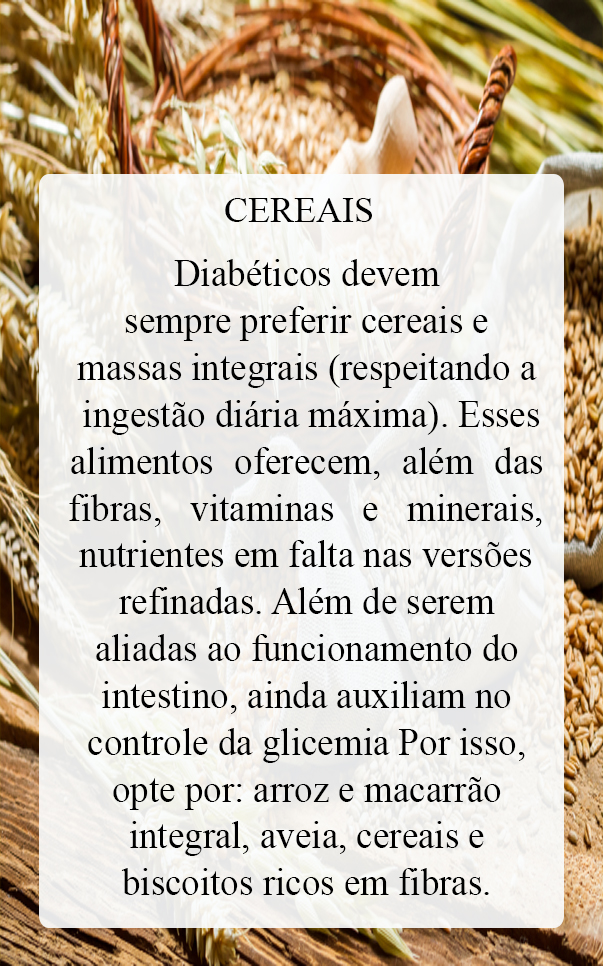 CEREAIS
Diabéticos devem
sempre preferir cereais e
massas integrais (respeitando a
ingestão diária máxima). Esses
alimentos oferecem, além das
fibras, vitaminas e minerais,
nutrientes em falta nas versões
refinadas. Além de serem
aliadas ao funcionamento do
intestino, ainda auxiliam no
controle da glicemia Por isso,
opte por: arroz e macarrão
integral, aveia, cereais e
biscoitos ricos em fibras.